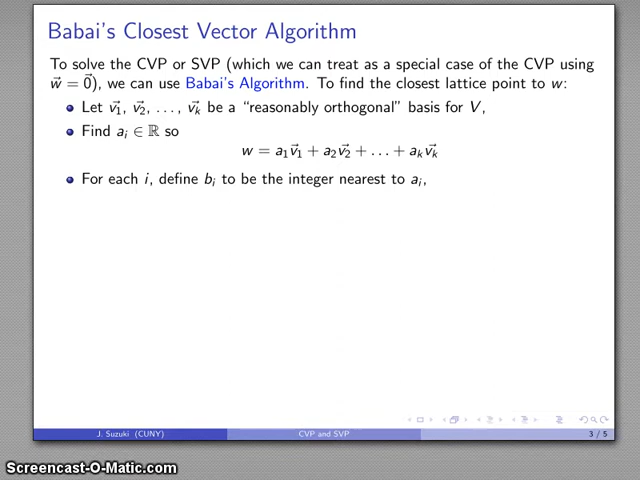 Babai's Closest Vector Algorithm
To solve the CVP or SVP (which we can treat as a special case of the CVP using
w⃗ = 0⃗), we can use Babai's Algorithm. To find the closest lattice point to w:
Let v⃗₁, v⃗₂, . . . , v⃗ₖ be a “reasonably orthogonal” basis for V,
Find aᵢ ∈ ℝ so
w = a₁v⃗₁ + a₂v⃗₂ + . . . + aₖv⃗ₖ
For each i, define bᵢ to be the integer nearest to aᵢ,
J. Suzuki (CUNY) CVP and SVP 3 / 5
Screencast-O-Matic.com